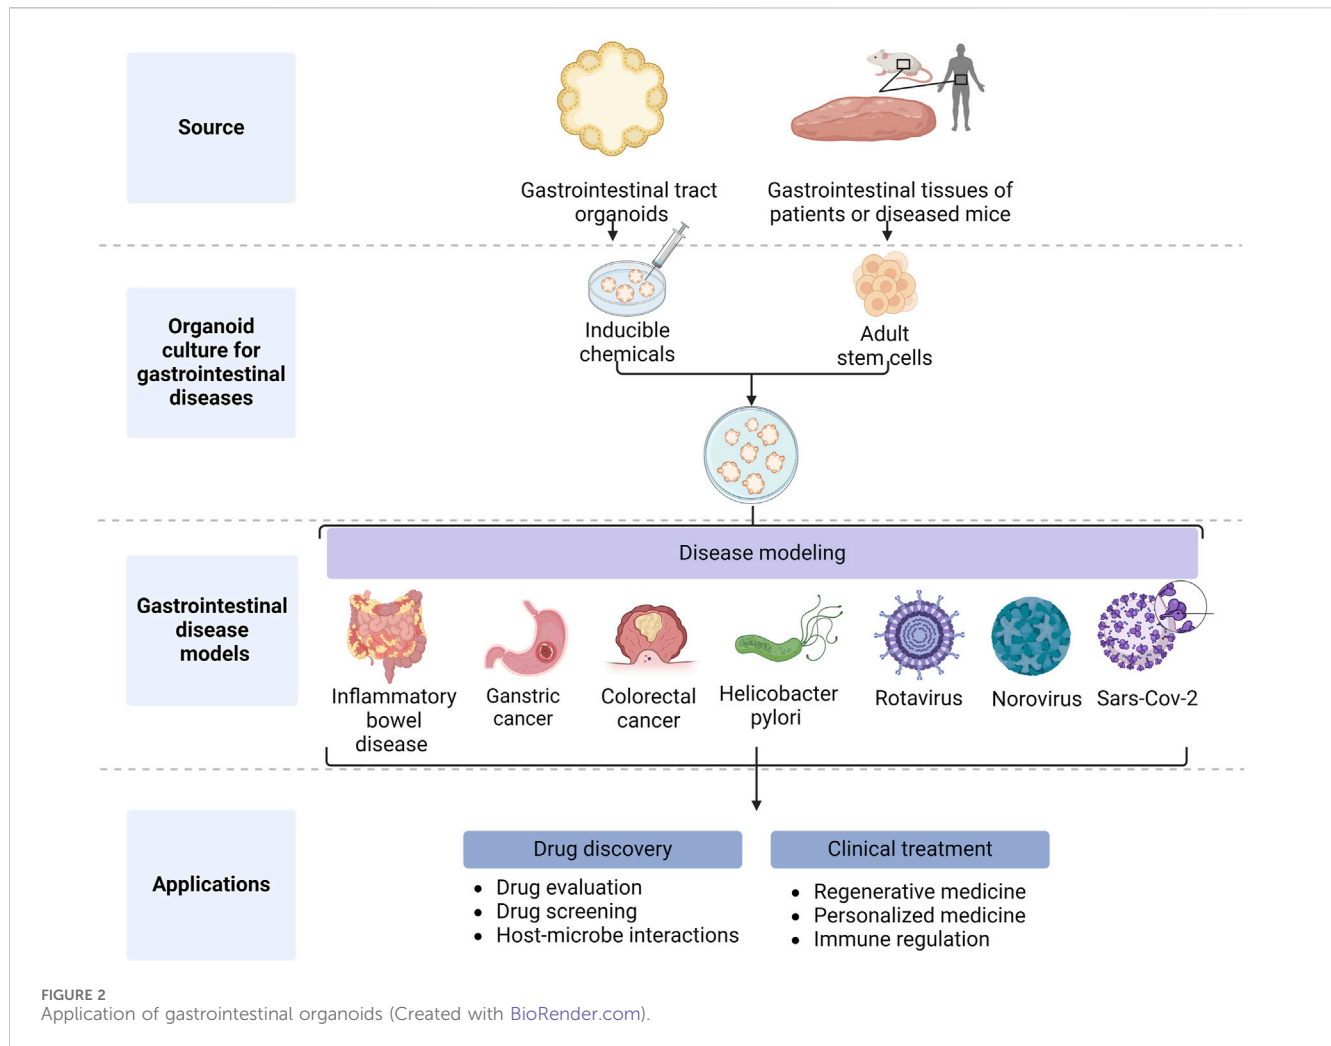 Source
Gastrointestinal tract
organoids
Gastrointestinal tissues of
patients or diseased mice
Organoid
culture for
gastrointestinal
diseases
Inducible
chemicals
Adult
stem cells
Gastrointestinal
disease
models
Disease modeling
Inflammatory
bowel
disease
Ganstric
cancer
Colorectal
cancer
Helicobacter
pylori
Rotavirus
Norovirus
Sars-Cov-2
Applications
Drug discovery
• Drug evaluation
• Drug screening
• Host-microbe interactions
Clinical treatment
• Regenerative medicine
• Personalized medicine
• Immune regulation
FIGURE 2
Application of gastrointestinal organoids (Created with BioRender.com).